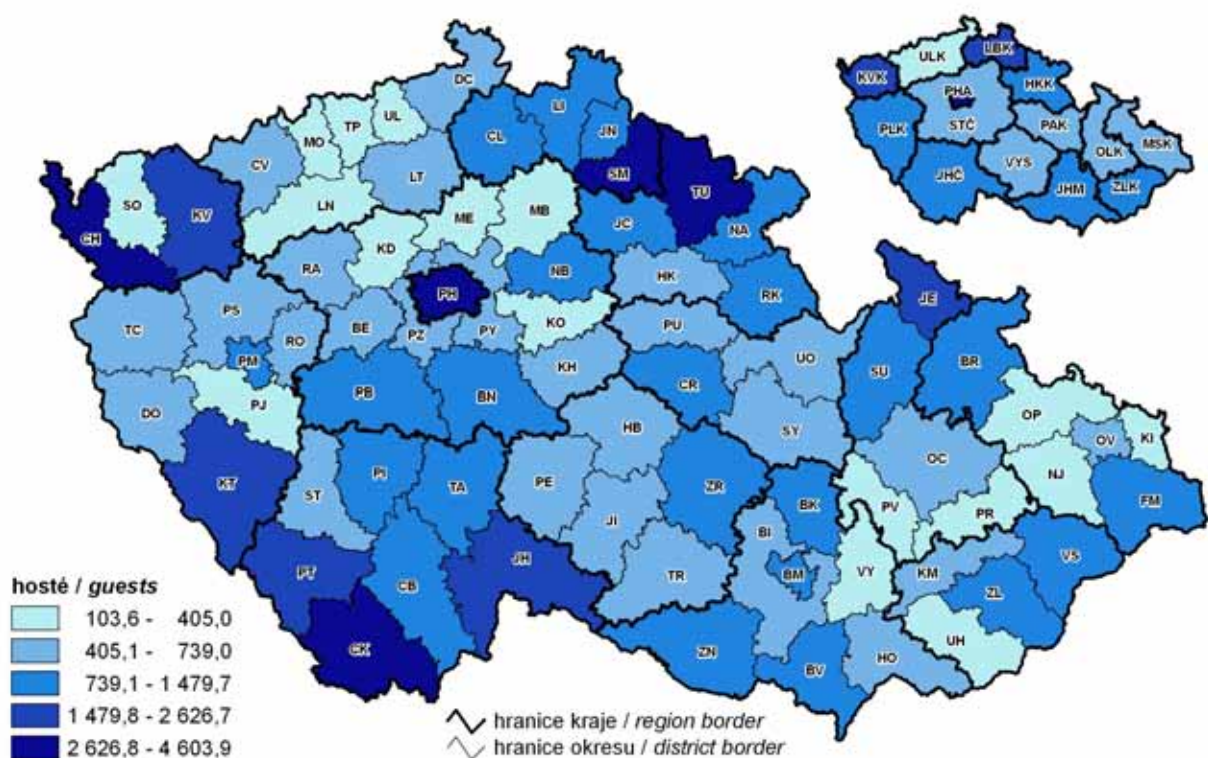 DC
UL
TP
MO
CV
LT
LN
CL
LI
JN
SM
TU
SO
KV
CH
ME
MB
JC
NA
KD
RA
PH
NB
HK
RK
TC
PS
RO
BE
PZ
PY
KO
PU
PM
KH
UO
DO
PJ
PB
BN
CR
SY
JE
SU
BR
OP
OV
KI
NJ
FM
OC
KT
ST
PI
TA
PE
HB
ZR
JI
BK
PV
PR
BI
BM
VY
KM
VS
ZL
UH
PT
CB
JH
TR
CK
ZN
BV
HO
ULK
LBK
KVK
HKK
PHA
STČ
PLK
PAK
MSK
OLK
VYS
JHČ
JHM
ZLK
hosté / guests
103,6 - 405,0
405,1 - 739,0
739,1 - 1 479,7
1 479,8 - 2 626,7
2 626,8 - 4 603,9
hranice kraje / region border
hranice okresu / district border